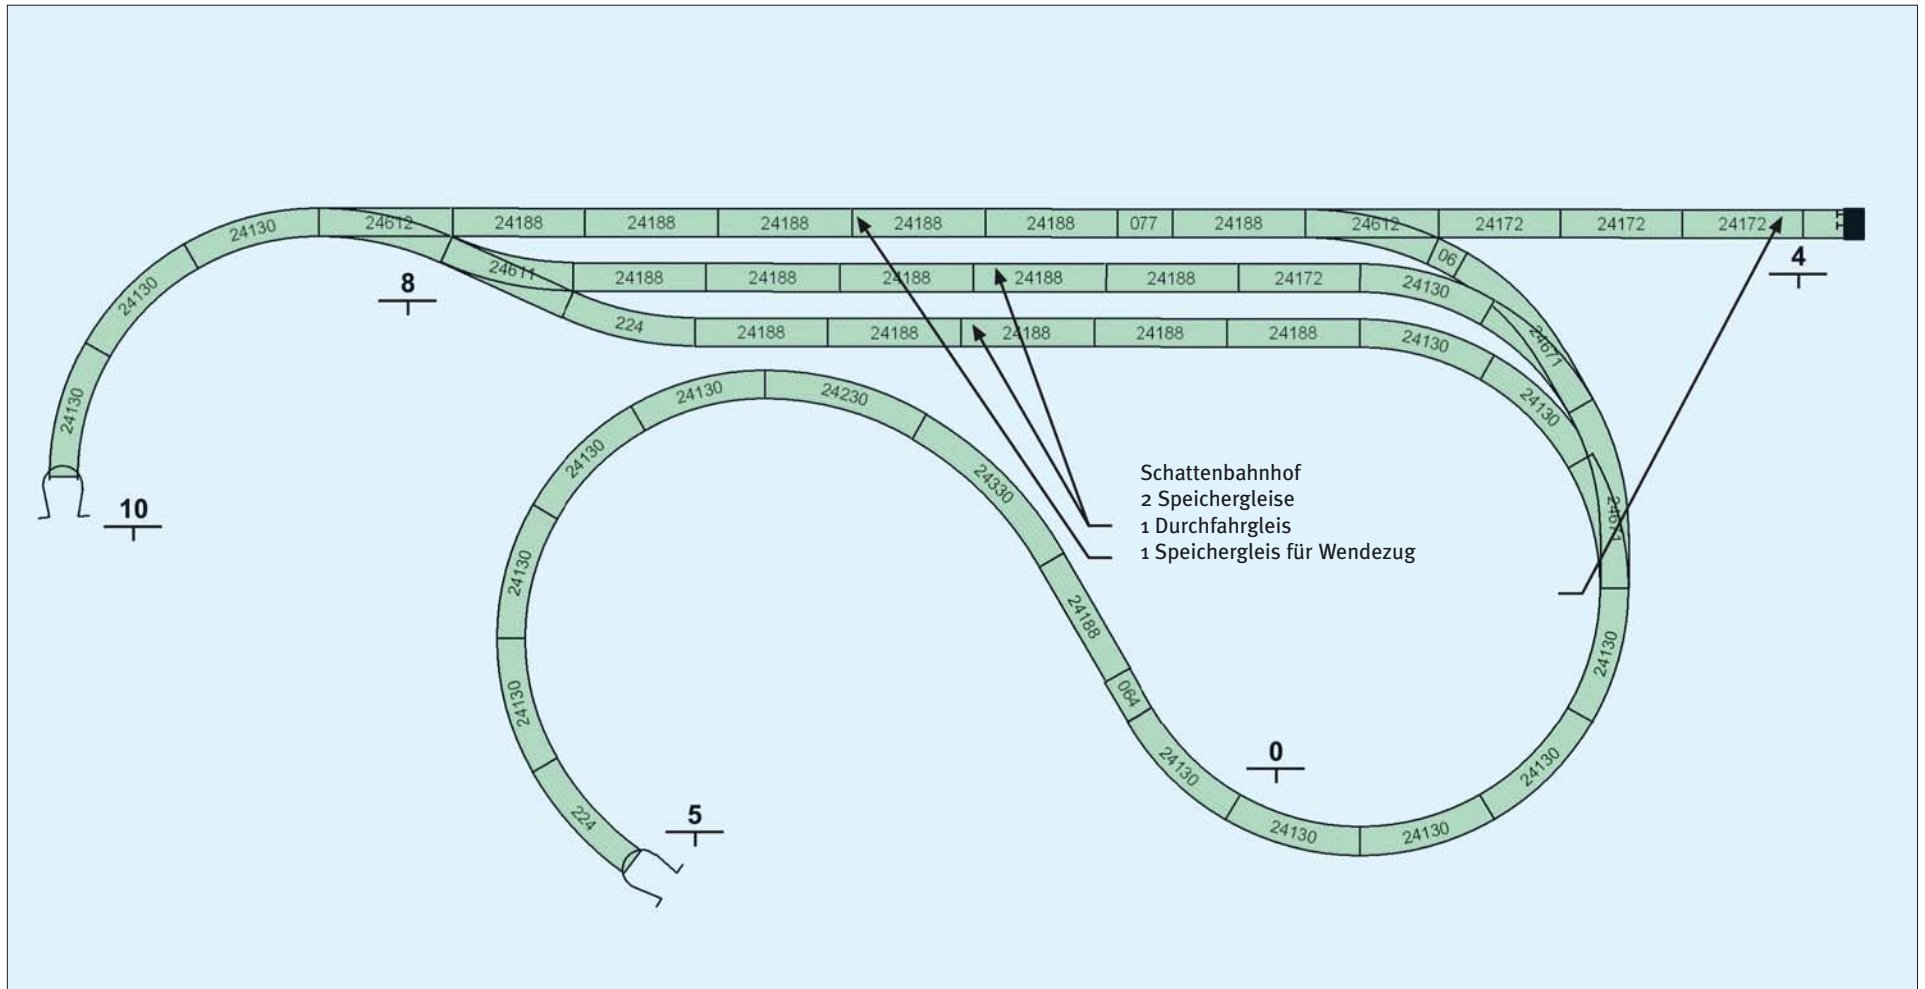 24130 24612 24188 24188 24188 24188 24188 077 24188 24612 24172 24172 24172
24611 24188 24188 24188 24188 24172 24130 06
4
8
24130
224 24188 24188 24188 24188 24188 24130 24671
24130
24130 24230 24130
24130 24330
Schattenbahnhof
2 Speichergleise
1 Durchfahrgleis
1 Speichergleis für Wendezug
10
24671
24130
24188
24130
24130
064
0
24130 24130
224
5
24130 24130